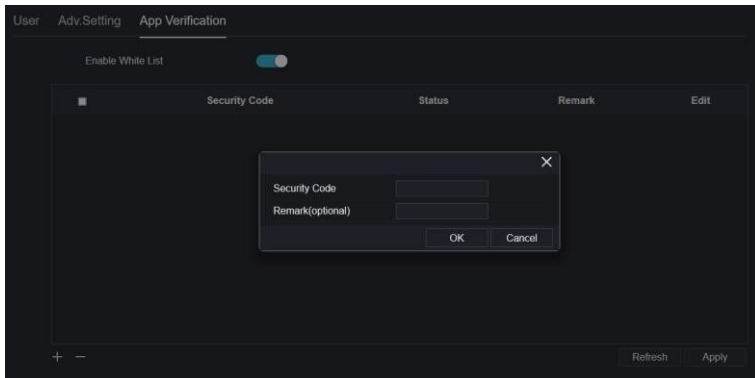 User Adv.Setting App Verification
Enable White List
Security Code Status Remark Edit
Security Code
Remark(optional)
OK Cancel
Refresh Apply